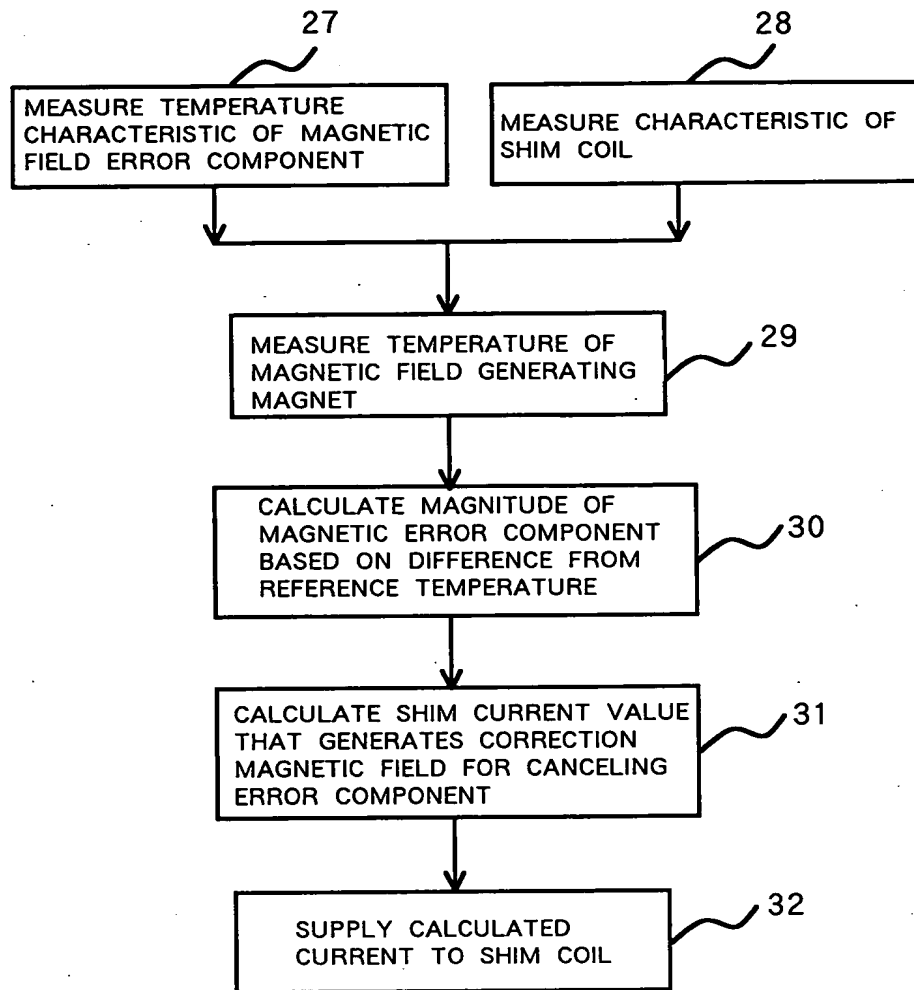 27
28
MEASURE TEMPERATURE
CHARACTERISTIC OF MAGNETIC
FIELD ERROR COMPONENT
MEASURE CHARACTERISTIC OF
SHIM COIL
29
MEASURE TEMPERATURE OF
MAGNETIC FIELD GENERATING
MAGNET
30
CALCULATE MAGNITUDE OF
MAGNETIC ERROR COMPONENT
BASED ON DIFFERENCE FROM
REFERENCE TEMPERATURE
31
CALCULATE SHIM CURRENT VALUE
THAT GENERATES CORRECTION
MAGNETIC FIELD FOR CANCELING
ERROR COMPONENT
32
SUPPLY CALCULATED
CURRENT TO SHIM COIL